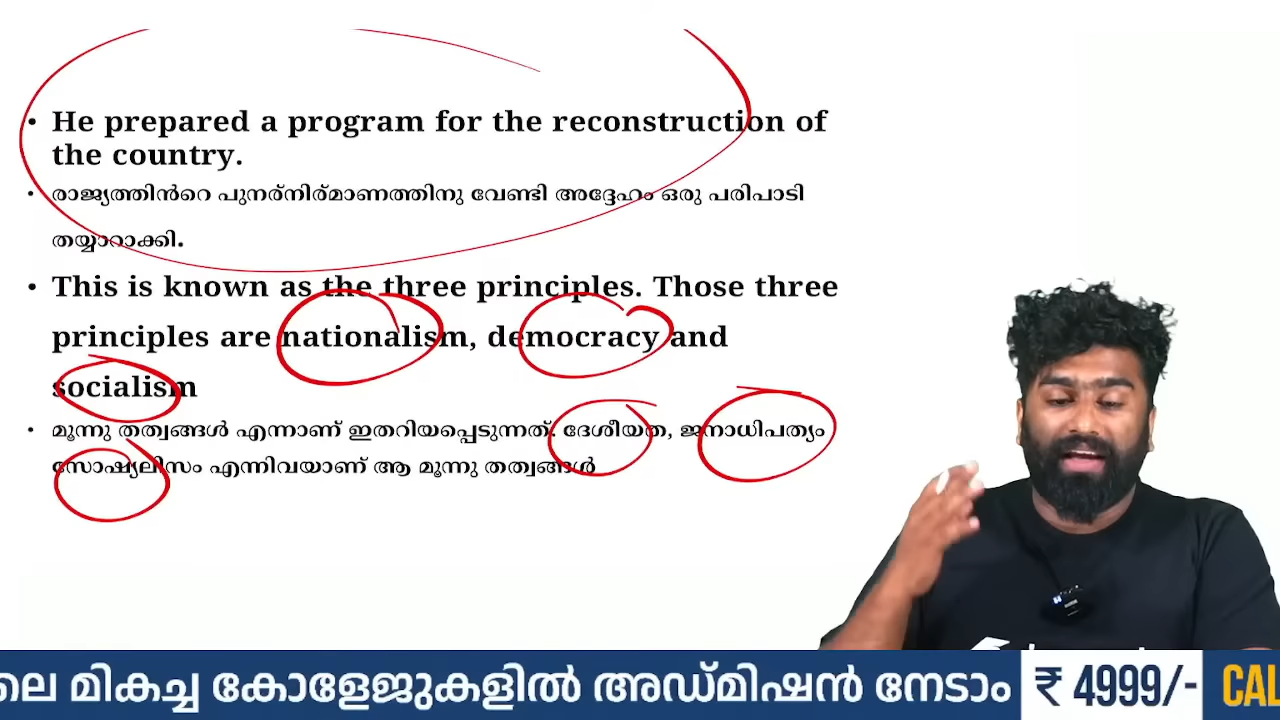 He prepared a program for the reconstruction of
the country.
രാജ്യത്തിൻറെ പുനര്നിര്മാണത്തിനു വേണ്ടി അദ്ദേഹം ഒരു പരിപാടി
തയ്യാറാക്കി.
This is known as the three principles. Those three
principles are nationalism, democracy and
socialism
മൂന്നു തത്വങ്ങൾ എന്നാണ് ഇതറിയപ്പെടുന്നത്. ദേശീയത, ജനാധിപത്യം
സോഷ്യലിസം എന്നിവയാണ് ആ മൂന്നു തത്വങ്ങൾ
ലെ മികച്ച കോളേജുകളിൽ അഡ്മിഷൻ നേടാം ₹ 4999/- CAL